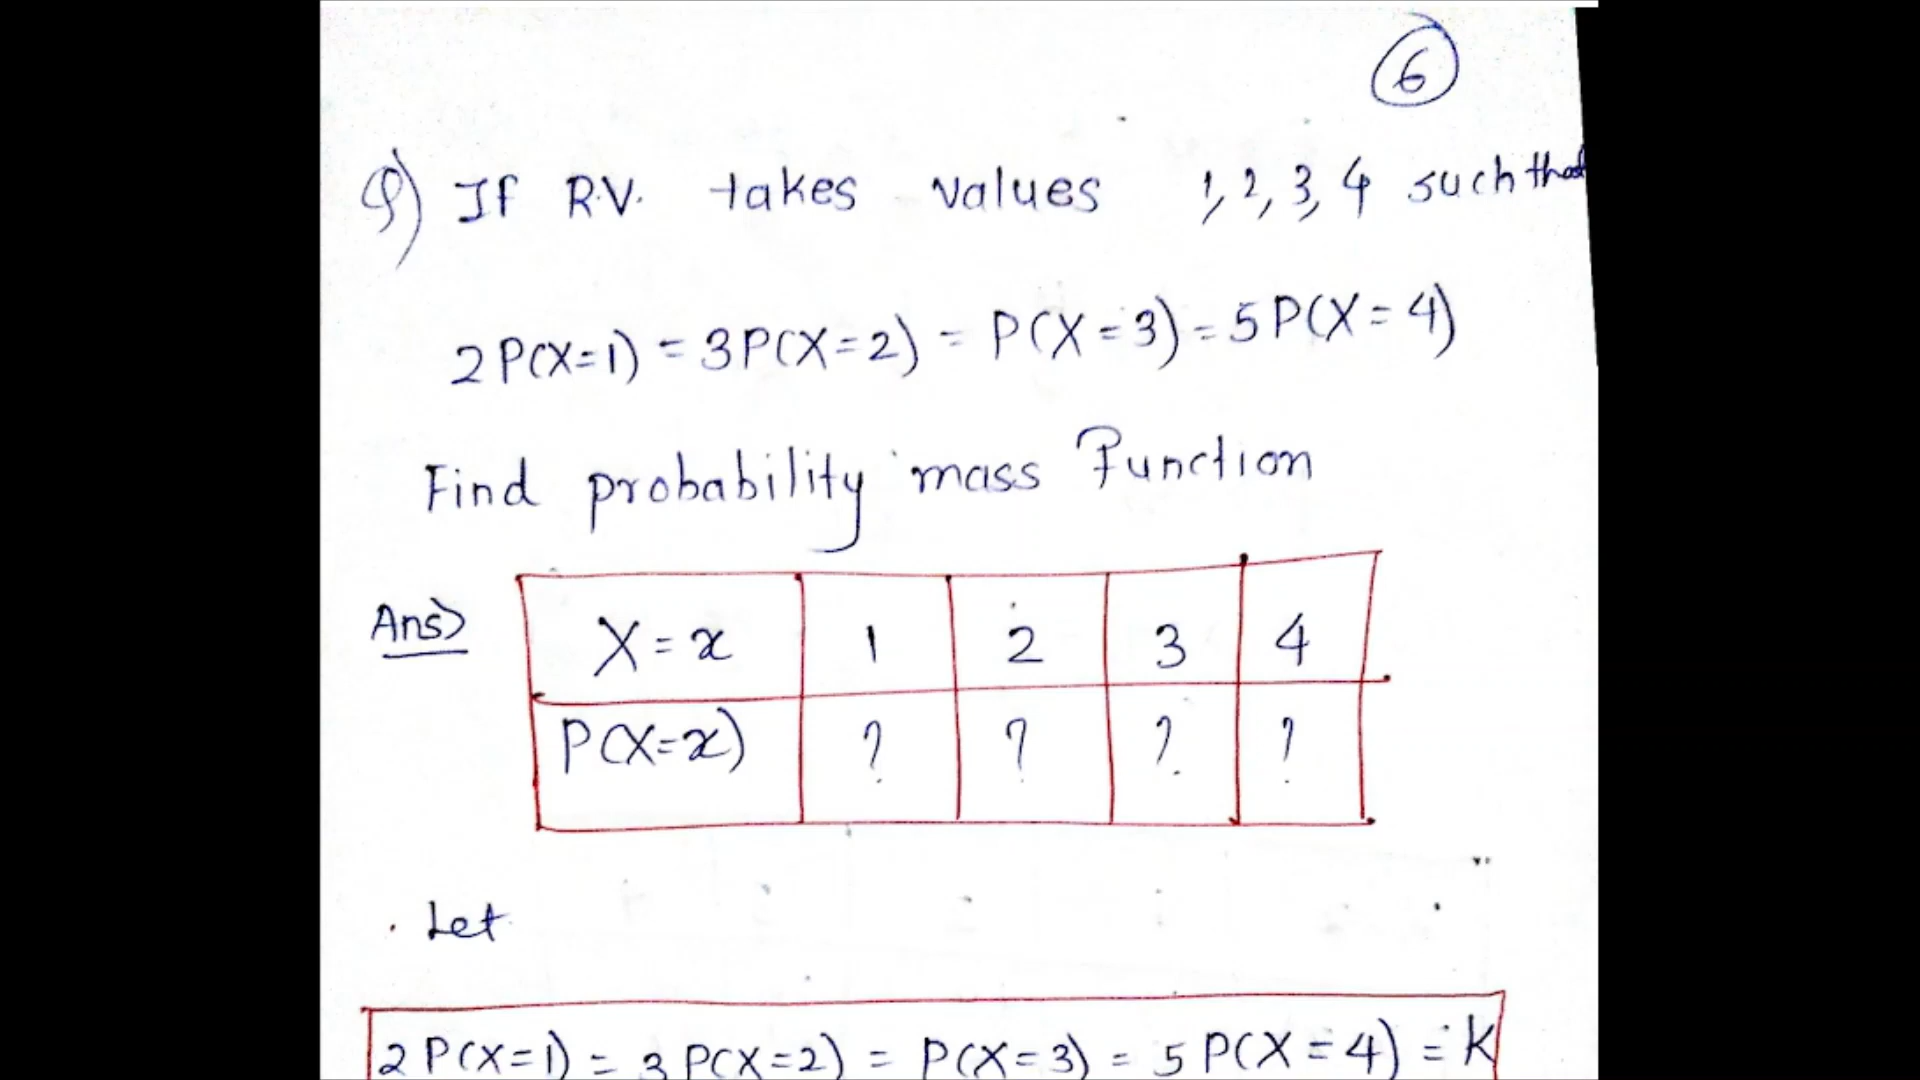 6
Q) If R.V. takes values 1, 2, 3, 4 such that
2P(X=1) = 3P(X=2) = P(X=3) = 5P(X=4)
Find probability mass Function
Ans>
X=x 1 2 3 4
P(X=x) ? ? ? ?
Let
2P(X=1) = 3P(X=2) = P(X=3) = 5P(X=4) = K